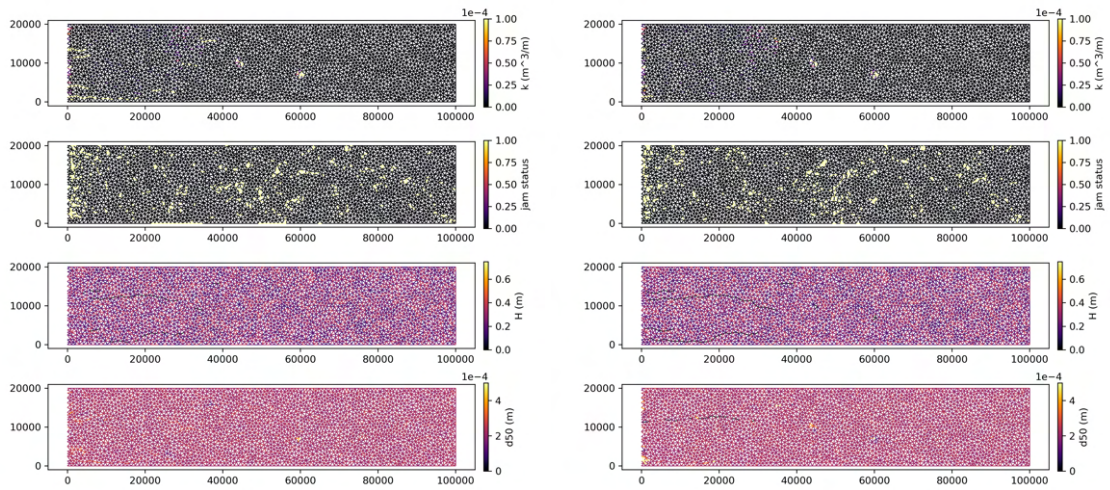 1e−4 1e−4
20000 10000 0 1.00 0.75 0.50 0.25 0.00 k (m^3/m) 20000 10000 0 1.00 0.75 0.50 0.25 0.00 k (m^3/m)
0 20000 40000 60000 80000 100000 0 20000 40000 60000 80000 100000
20000 10000 0 1.00 0.75 0.50 0.25 0.00 jam status 20000 10000 0 1.00 0.75 0.50 0.25 0.00 jam status
0 20000 40000 60000 80000 100000 0 20000 40000 60000 80000 100000
20000 10000 0 0.6 0.4 0.2 0.0 H (m) 20000 10000 0 0.6 0.4 0.2 0.0 H (m)
0 20000 40000 60000 80000 100000 0 20000 40000 60000 80000 100000
1e−4 1e−4
20000 10000 0 4 2 0 d50 (m) 20000 10000 0 4 2 0 d50 (m)
0 20000 40000 60000 80000 100000 0 20000 40000 60000 80000 100000